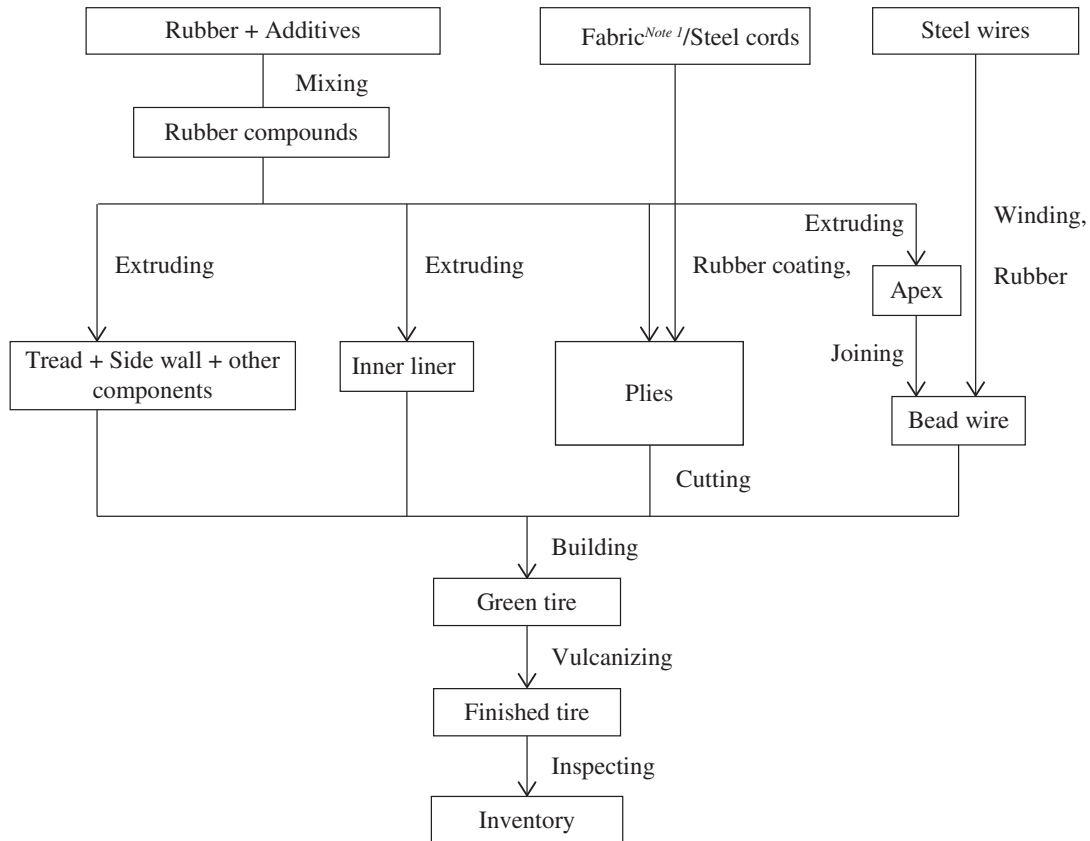 Rubber + Additives
Fabric^Note 1/Steel cords
Steel wires
Mixing
Rubber compounds
Extruding
Extruding
Rubber coating,
Extruding
Winding,
Rubber
Apex
Joining
Tread + Side wall + other
components
Inner liner
Plies
Bead wire
Cutting
Building
Green tire
Vulcanizing
Finished tire
Inspecting
Inventory